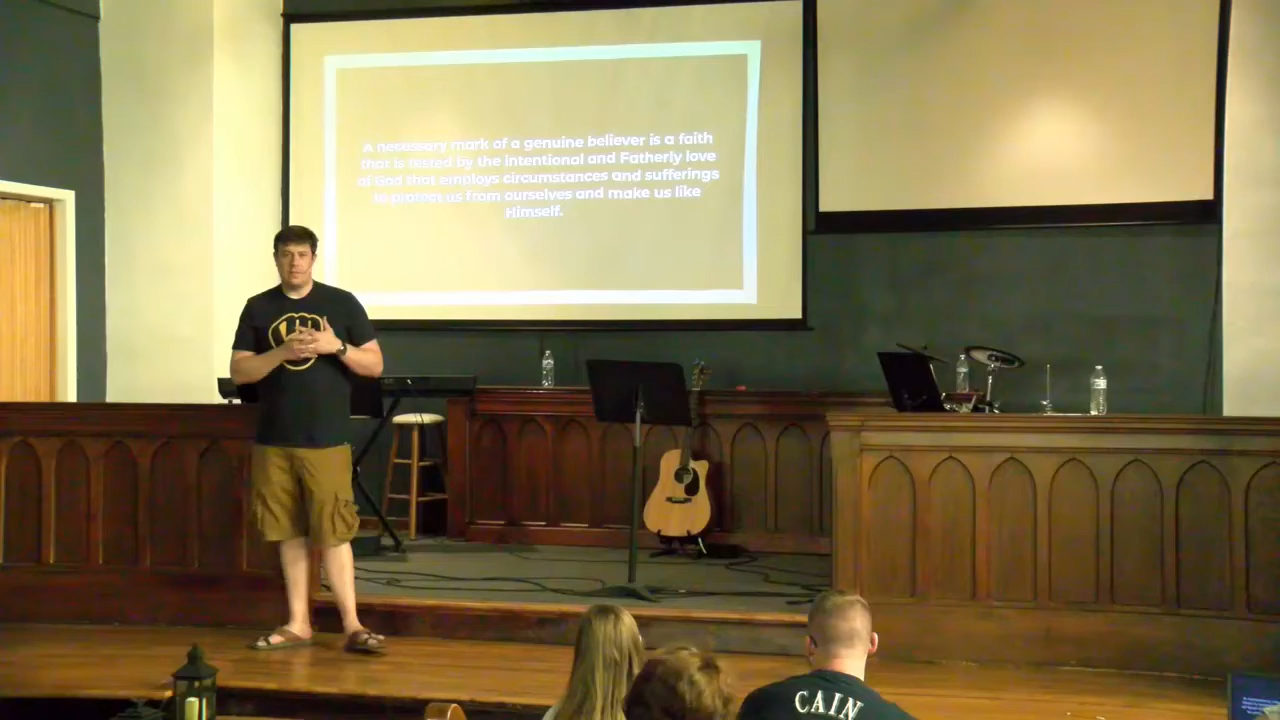 A necessary mark of a genuine believer is a faith
that is tested by the intentional and Fatherly love
of God that employs circumstances and sufferings
to protect us from ourselves and make us like
Himself.
CAIN